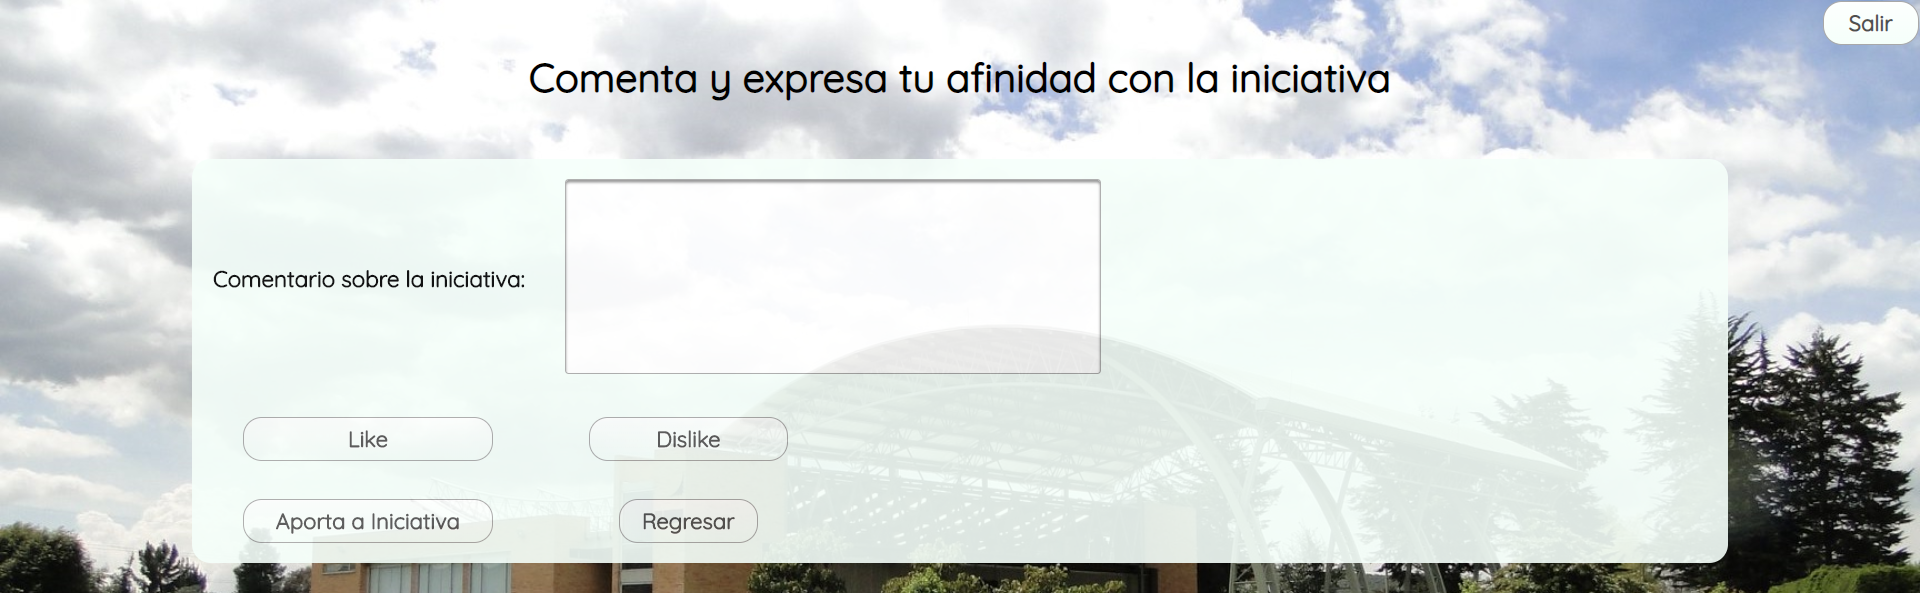 Salir
Comenta y expresa tu afinidad con la iniciativa
Comentario sobre la iniciativa:
Like
Dislike
Aporta a Iniciativa
Regresar